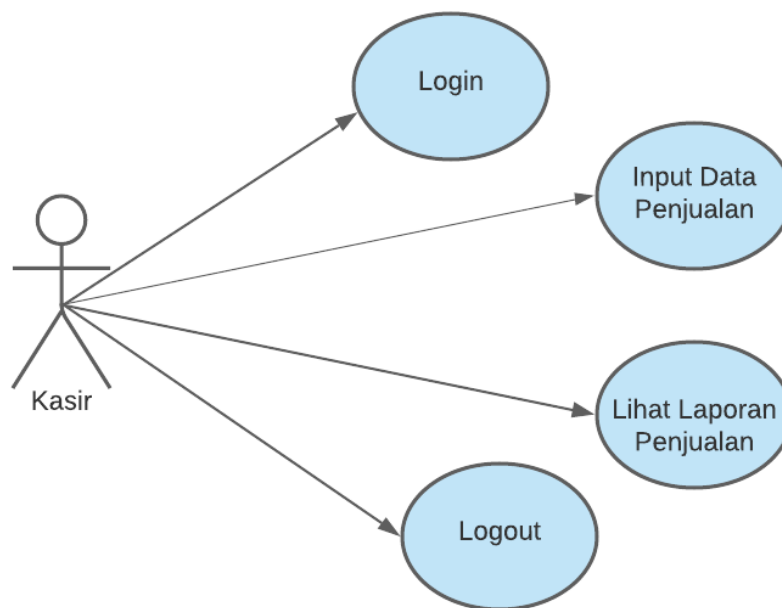 Login
Input Data
Penjualan
Kasir
Lihat Laporan
Penjualan
Logout